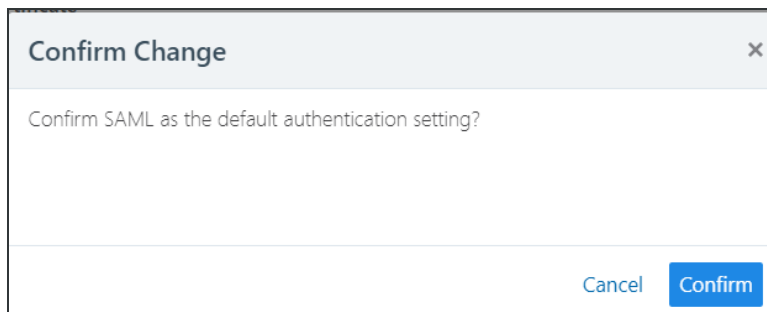 Confirm Change
×
Confirm SAML as the default authentication setting?
Cancel Confirm